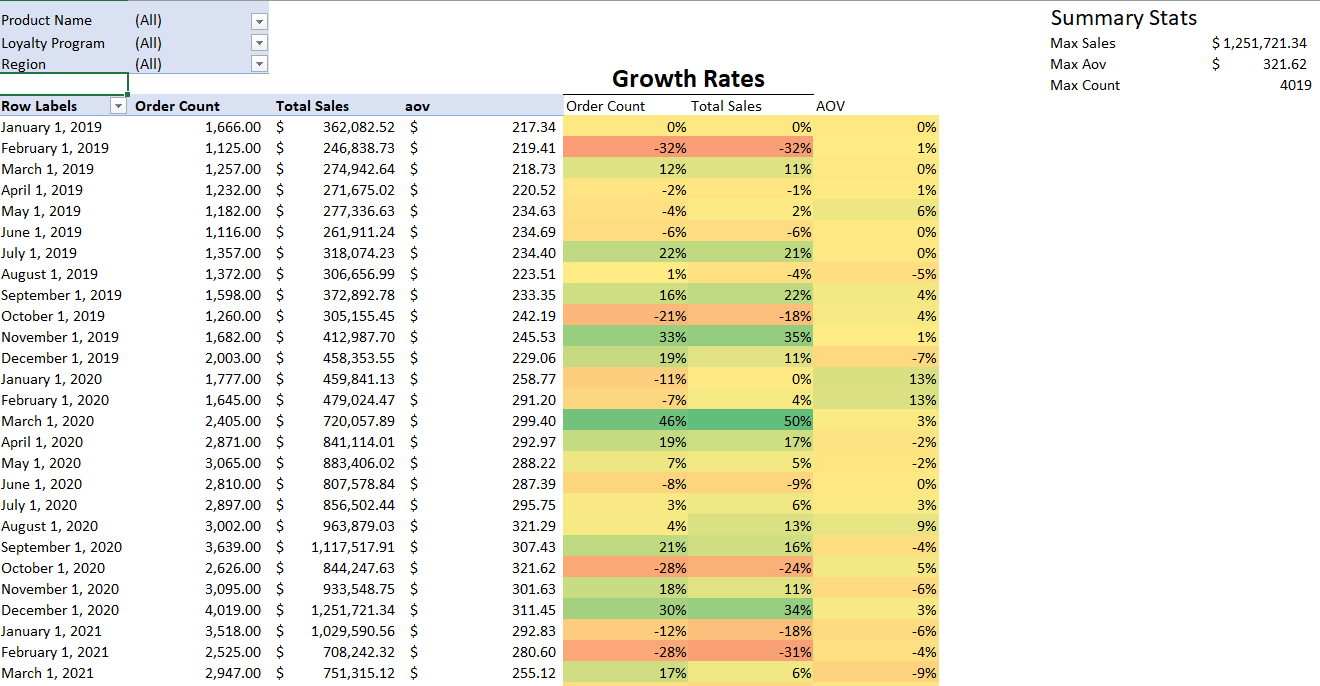 Product Name (All)
Loyalty Program (All)
Region (All)
Summary Stats
Max Sales $ 1,251,721.34
Max Aov $ 321.62
Max Count 4019
Growth Rates
Row Labels Order Count Total Sales aov Order Count Total Sales AOV
January 1, 2019 1,666.00 $ 362,082.52 $ 217.34 0% 0% 0%
February 1, 2019 1,125.00 $ 246,838.73 $ 219.41 -32% -32% 1%
March 1, 2019 1,257.00 $ 274,942.64 $ 218.73 12% 11% 0%
April 1, 2019 1,232.00 $ 271,675.02 $ 220.52 -2% -1% 1%
May 1, 2019 1,182.00 $ 277,336.63 $ 234.63 -4% 2% 6%
June 1, 2019 1,116.00 $ 261,911.24 $ 234.69 -6% -6% 0%
July 1, 2019 1,357.00 $ 318,074.23 $ 234.40 22% 21% 0%
August 1, 2019 1,372.00 $ 306,656.99 $ 223.51 1% -4% -5%
September 1, 2019 1,598.00 $ 372,892.78 $ 233.35 16% 22% 4%
October 1, 2019 1,260.00 $ 305,155.45 $ 242.19 -21% -18% 4%
November 1, 2019 1,682.00 $ 412,987.70 $ 245.53 33% 35% 1%
December 1, 2019 2,003.00 $ 458,353.55 $ 229.06 19% 11% -7%
January 1, 2020 1,777.00 $ 459,841.13 $ 258.77 -11% 0% 13%
February 1, 2020 1,645.00 $ 479,024.47 $ 291.20 -7% 4% 13%
March 1, 2020 2,405.00 $ 720,057.89 $ 299.40 46% 50% 3%
April 1, 2020 2,871.00 $ 841,114.01 $ 292.97 19% 17% -2%
May 1, 2020 3,065.00 $ 883,406.02 $ 288.22 7% 5% -2%
June 1, 2020 2,810.00 $ 807,578.84 $ 287.39 -8% -9% 0%
July 1, 2020 2,897.00 $ 856,502.44 $ 295.75 3% 6% 3%
August 1, 2020 3,002.00 $ 963,879.03 $ 321.29 4% 13% 9%
September 1, 2020 3,639.00 $ 1,117,517.91 $ 307.43 21% 16% -4%
October 1, 2020 2,626.00 $ 844,247.63 $ 321.62 -28% -24% 5%
November 1, 2020 3,095.00 $ 933,548.75 $ 301.63 18% 11% -6%
December 1, 2020 4,019.00 $ 1,251,721.34 $ 311.45 30% 34% 3%
January 1, 2021 3,518.00 $ 1,029,590.56 $ 292.83 -12% -18% -6%
February 1, 2021 2,525.00 $ 708,242.32 $ 280.60 -28% -31% -4%
March 1, 2021 2,947.00 $ 751,315.12 $ 255.12 17% 6% -9%